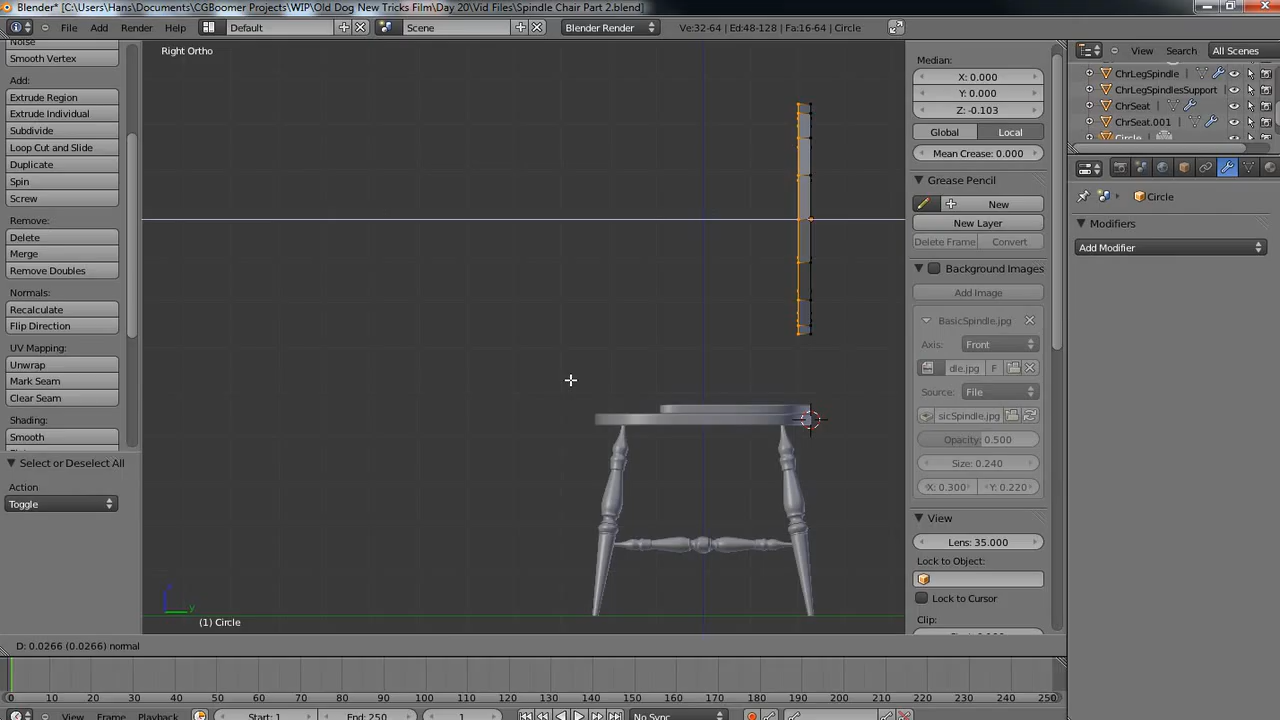 Blender* [C:\Users\Hans\Documents\CGBoomer Projects\WIP\Old Dog New Tricks Film\Day 20\Vid Files\Spindle Chair Part 2.blend]
File Add Render Help Default Scene Blender Render Ve:32-64 | Ed:48-128 | Fa:16-64 | Circle View Search All Scenes
Right Ortho
Smooth Vertex
Add:
Extrude Region
Extrude Individual
Subdivide
Loop Cut and Slide
Duplicate
Spin
Screw
Remove:
Delete
Merge
Remove Doubles
Normals:
Recalculate
Flip Direction
UV Mapping:
Unwrap
Mark Seam
Clear Seam
Shading:
Smooth
Select or Deselect All
Action
Toggle
(1) Circle
D: 0.0266 (0.0266) normal
Median:
X: 0.000
Y: 0.000
Z: -0.103
Global Local
Mean Crease: 0.000
Grease Pencil
New
New Layer
Delete Frame Convert
Background Images
Add Image
BasicSpindle.jpg
Axis: Front
dle.jpg F
Source: File
sicSpindle.jpg
Opacity: 0.500
Size: 0.240
X: 0.300 Y: 0.220
View
Lens: 35.000
Lock to Object:
Lock to Cursor
Clip:
ChrLegSpindle
ChrLegSpindlesSupport
ChrSeat
ChrSeat.001
Circle
Circle
Modifiers
Add Modifier
0 10 20 30 40 50 60 70 80 90 100 110 120 130 140 150 160 170 180 190 200 210 220 230 240 250
View Frame Playback Start: 1 End: 250 1 No Sync